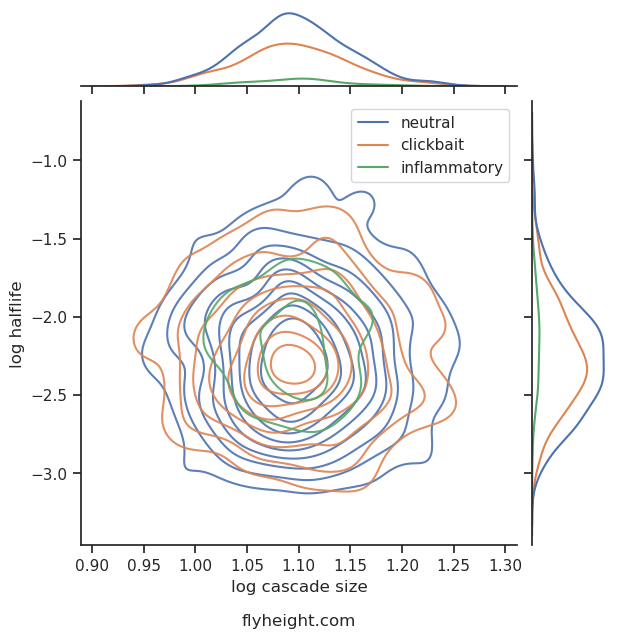 neutral
clickbait
inflammatory
−1.0
−1.5
−2.0
−2.5
−3.0
log halflife
0.90 0.95 1.00 1.05 1.10 1.15 1.20 1.25 1.30
log cascade size
flyheight.com